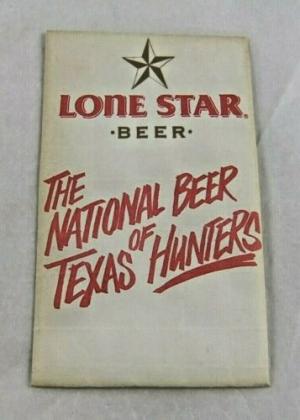 LONE STAR®
·BEER·
THE
NATIONAL BEER
OF
TEXAS HUNTERS